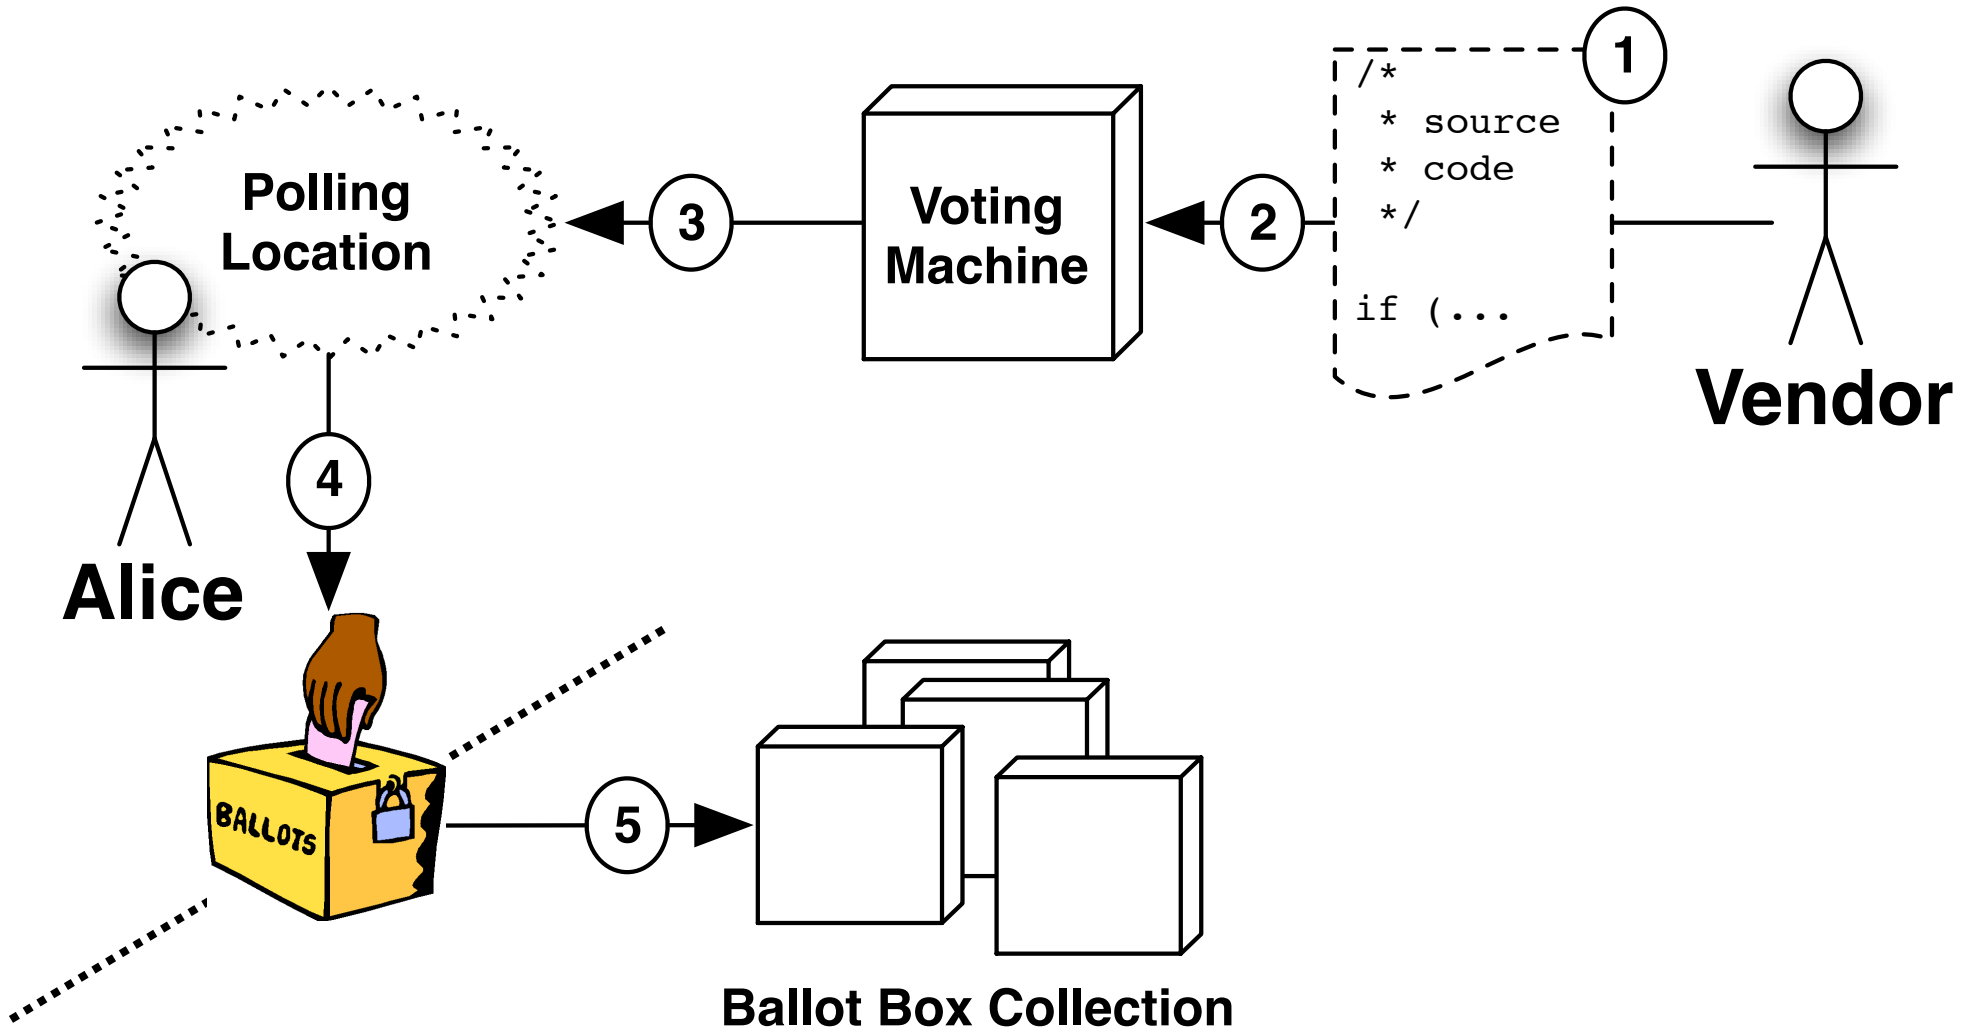 1
/*
* source
* code
*/
if (...
Polling
Location
3
Voting
Machine
2
Vendor
4
Alice
BALLOTS
5
Ballot Box Collection